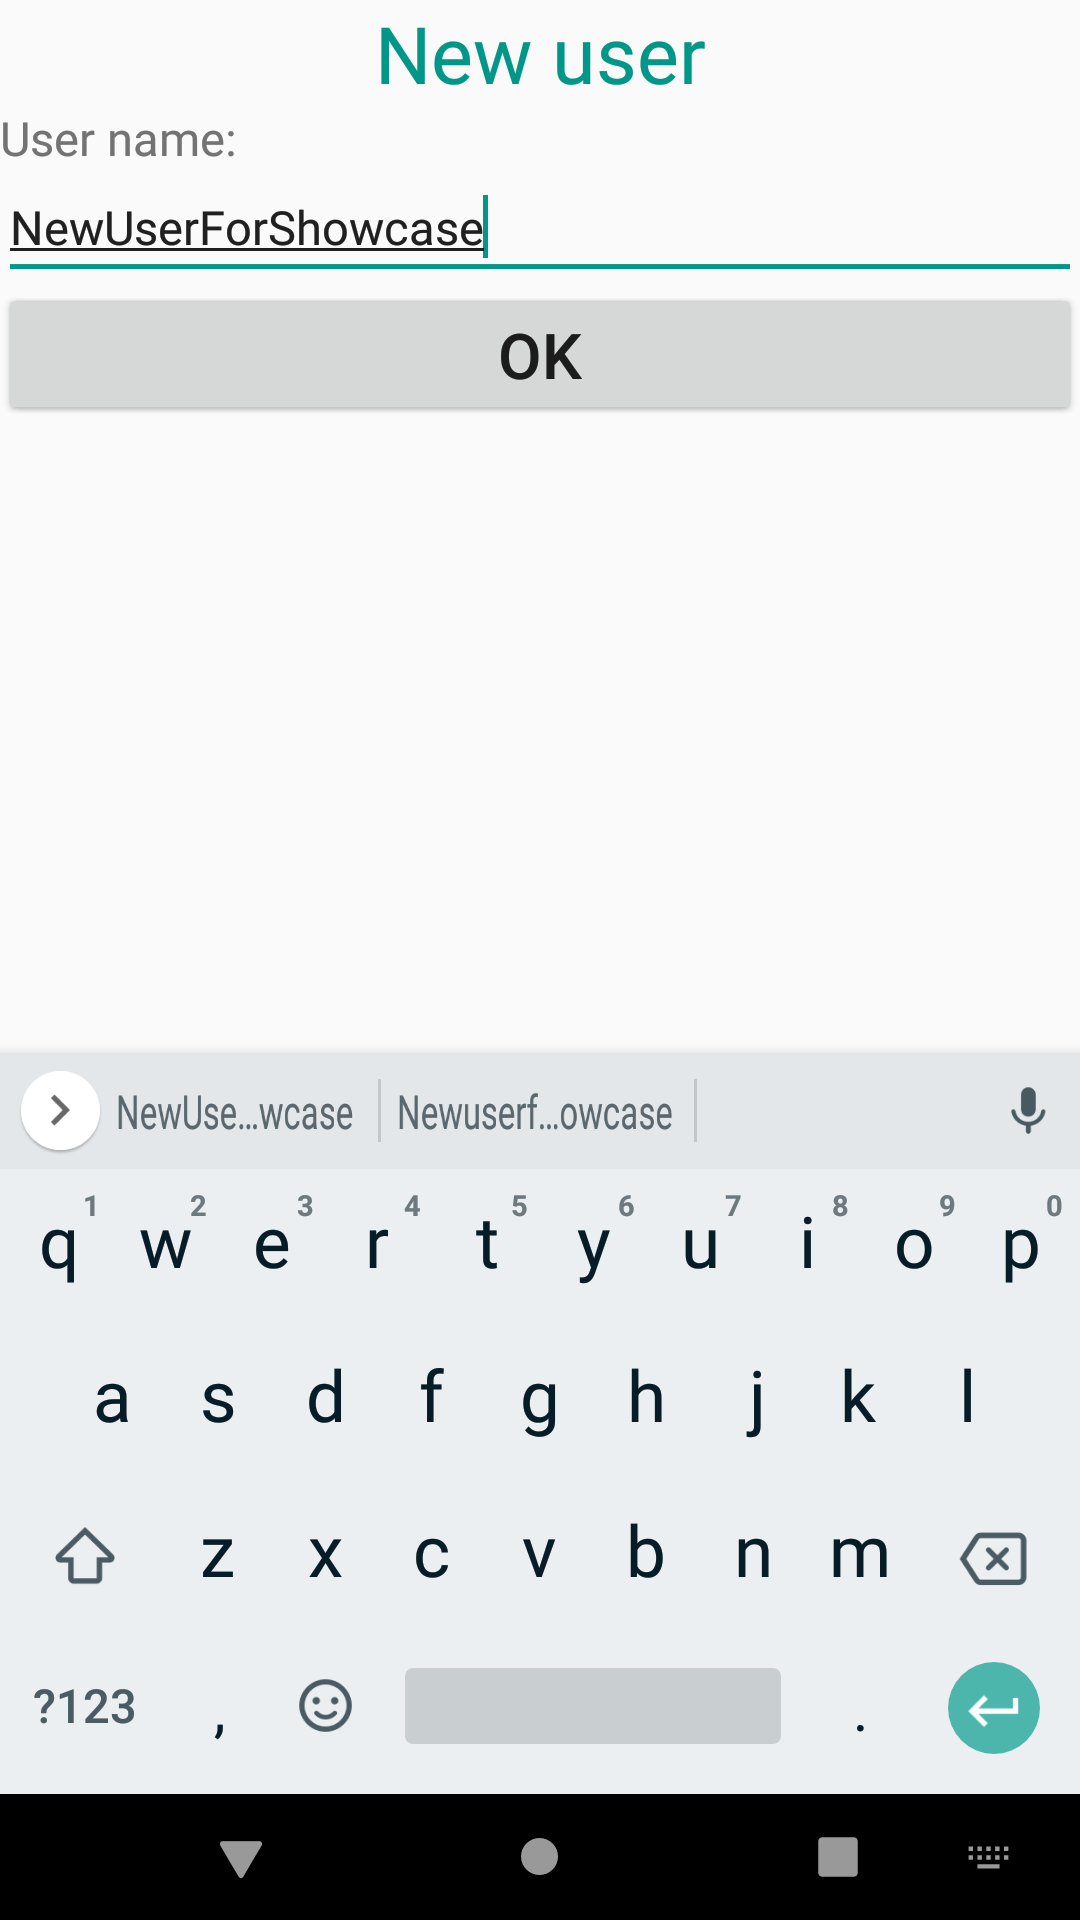 New user
User name:
NewUserForShowcase
OK
NewUse...wcase Newuserf...owcase
1 2 3 4 5 6 7 8 9 0
q w e r t y u i o p
a s d f g h j k l
z x c v b n m
?123 , .